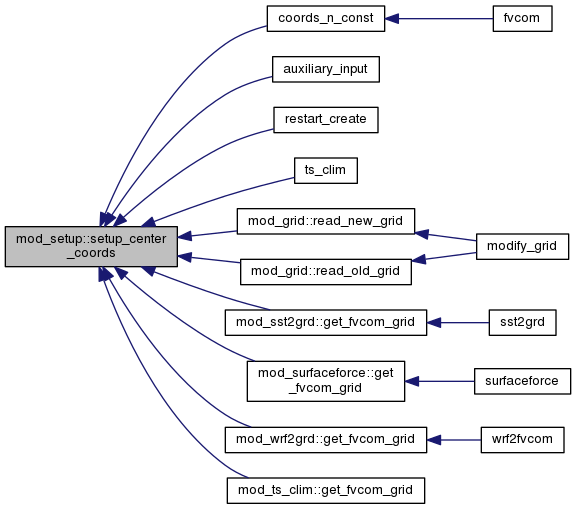 coords_n_const
fvcom
auxiliary_input
restart_create
ts_clim
mod_setup::setup_center
_coords
mod_grid::read_new_grid
modify_grid
mod_grid::read_old_grid
mod_sst2grd::get_fvcom_grid
sst2grd
mod_surfaceforce::get
_fvcom_grid
surfaceforce
mod_wrf2grd::get_fvcom_grid
wrf2fvcom
mod_ts_clim::get_fvcom_grid